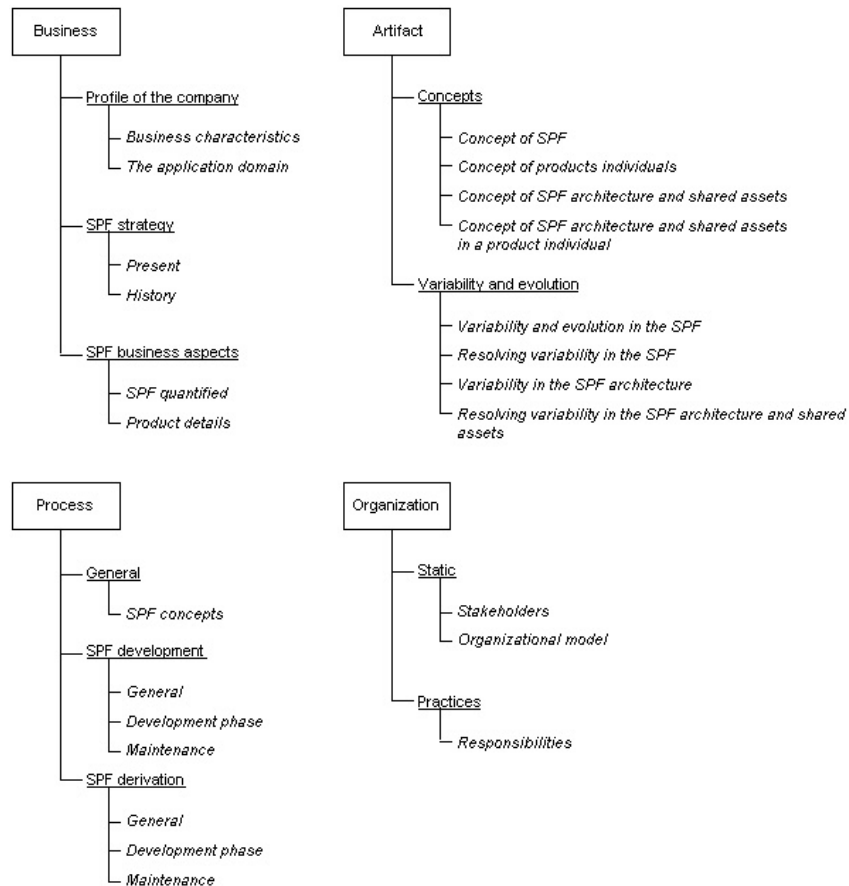 Business
Profile of the company
Business characteristics
The application domain
SPF strategy
Present
History
SPF business aspects
SPF quantified
Product details
Artifact
Concepts
Concept of SPF
Concept of products individuals
Concept of SPF architecture and shared assets
Concept of SPF architecture and shared assets
in a product individual
Variability and evolution
Variability and evolution in the SPF
Resolving variability in the SPF
Variability in the SPF architecture
Resolving variability in the SPF architecture and shared
assets
Process
General
SPF concepts
SPF development
General
Development phase
Maintenance
SPF derivation
General
Development phase
Maintenance
Organization
Static
Stakeholders
Organizational model
Practices
Responsibilities